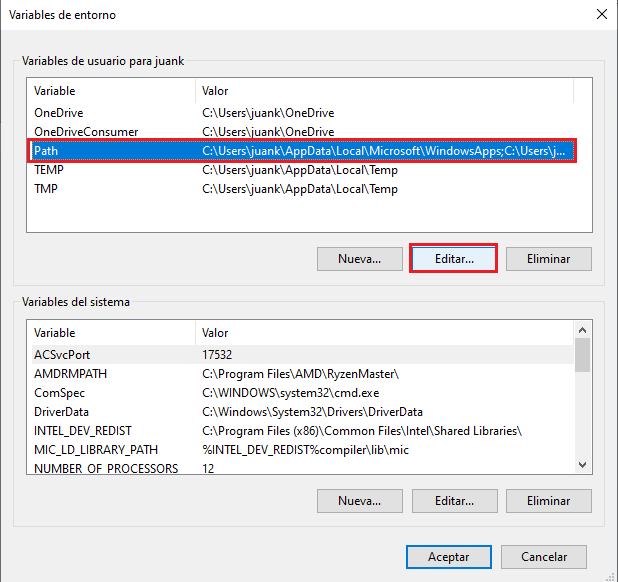 Variables de entorno
Variables de usuario para juank
Variable Valor
OneDrive C:\Users\juank\OneDrive
OneDriveConsumer C:\Users\juank\OneDrive
Path C:\Users\juank\AppData\Local\Microsoft\WindowsApps;C:\Users\j...
TEMP C:\Users\juank\AppData\Local\Temp
TMP C:\Users\juank\AppData\Local\Temp
Nueva... Editar... Eliminar
Variables del sistema
Variable Valor
ACSvcPort 17532
AMDRMPATH C:\Program Files\AMD\RyzenMaster\
ComSpec C:\WINDOWS\system32\cmd.exe
DriverData C:\Windows\System32\Drivers\DriverData
INTEL_DEV_REDIST C:\Program Files (x86)\Common Files\Intel\Shared Libraries\
MIC_LD_LIBRARY_PATH %INTEL_DEV_REDIST%compiler\lib\mic
NUMBER_OF_PROCESSORS 12
Nueva... Editar... Eliminar
Aceptar Cancelar